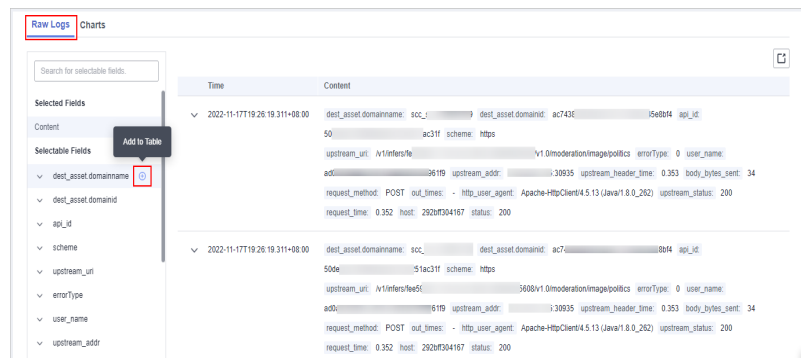 Raw Logs Charts
Search for selectable fields.
Selected Fields
Content
Selectable Fields
Add to Table
dest_asset.domainname
dest_asset.domainid
api_id
scheme
upstream_uri
errorType
user_name
upstream_addr
Time Content
2022-11-17T19:26:19.311+08:00 dest_asset.domainname: scc_ dest_asset.domainid: ac7438 api_id:
50 ac31f scheme: https
upstream_uri: /v1/infers/fe /v1.0/moderation/image/politics errorType: 0 user_name:
961f9 upstream_addr: :30935 upstream_header_time: 0.353 body_bytes_sent: 34
request_method: POST out_times: - http_user_agent: Apache-HttpClient/4.5.13 (Java/1.8.0_262) upstream_status: 200
request_time: 0.352 host: 292bff304167 status: 200
2022-11-17T19:26:19.311+08:00 dest_asset.domainname: scc_ dest_asset.domainid: 8bf4 api_id:
50de 51ac31f scheme: https
upstream_uri: /v1/infers/fee59 5608/v1.0/moderation/image/politics errorType: 0 user_name:
61f9 upstream_addr: :30935 upstream_header_time: 0.353 body_bytes_sent: 34
request_method: POST out_times: - http_user_agent: Apache-HttpClient/4.5.13 (Java/1.8.0_262) upstream_status: 200
request_time: 0.352 host: 292bff304167 status: 200